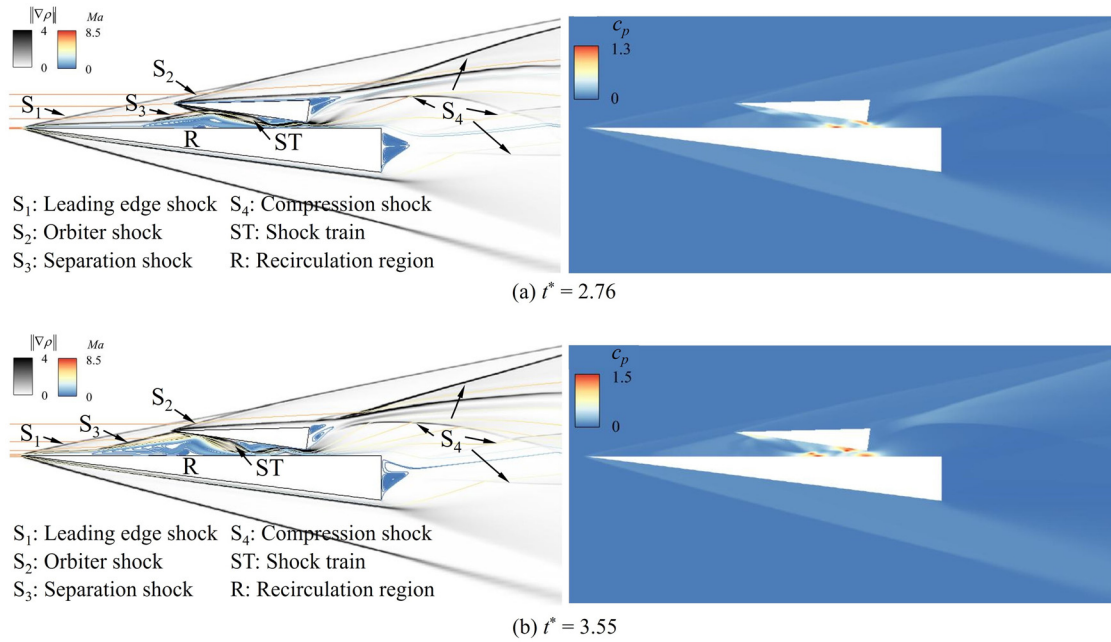 ‖∇ρ‖ Ma
4 8.5
0 0
S₁ S₂ S₃ R ST S₄
S₁: Leading edge shock S₄: Compression shock
S₂: Orbiter shock ST: Shock train
S₃: Separation shock R: Recirculation region
cₚ
1.3
0
(a) t* = 2.76
‖∇ρ‖ Ma
4 8.5
0 0
S₁ S₃ S₂ R ST S₄
S₁: Leading edge shock S₄: Compression shock
S₂: Orbiter shock ST: Shock train
S₃: Separation shock R: Recirculation region
cₚ
1.5
0
(b) t* = 3.55